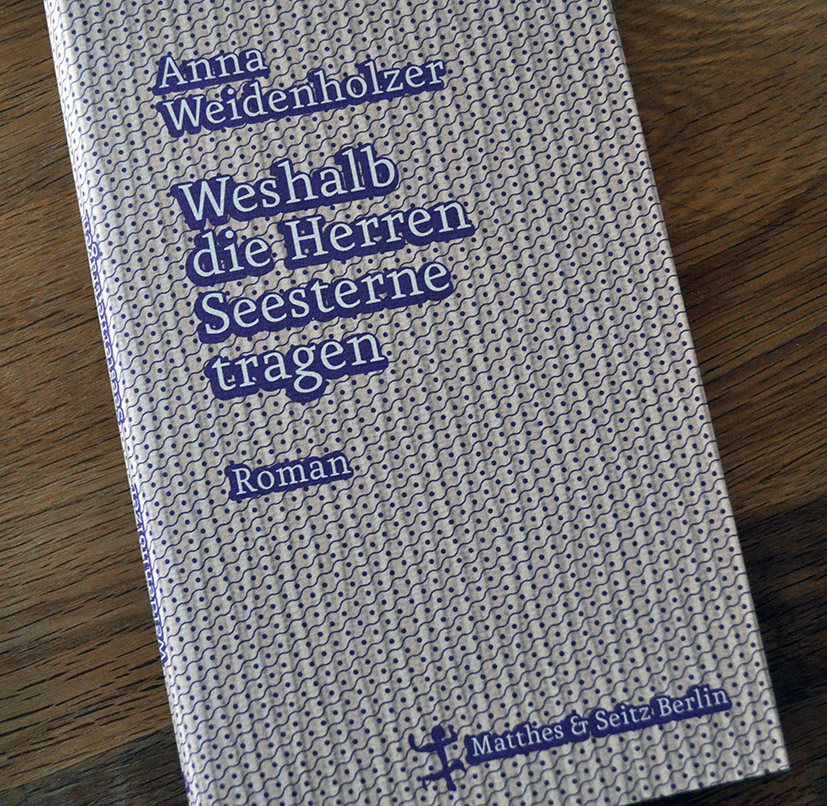 Anna
Weidenholzer
Weshalb
die Herren
Seesterne
tragen
Roman
Matthes & Seitz Berlin